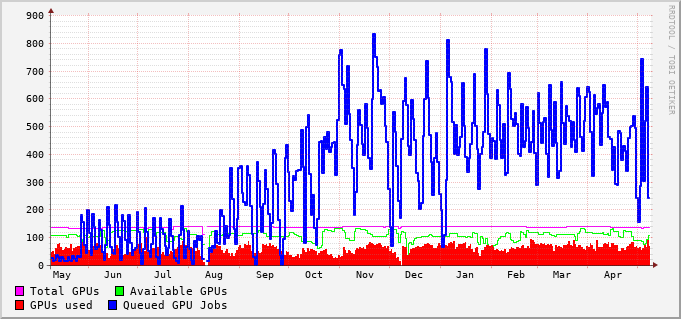 900
800
700
600
500
400
300
200
100
0
May Jun Jul Aug Sep Oct Nov Dec Jan Feb Mar Apr
Total GPUs Available GPUs
GPUs used Queued GPU Jobs
RRDTOOL / TOBI OETIKER